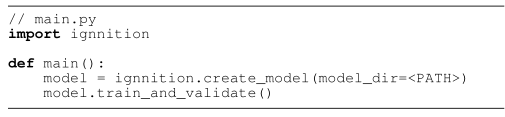 // main.py
import ignnition

def main():
    model = ignnition.create_model(model_dir=<PATH>)
    model.train_and_validate()